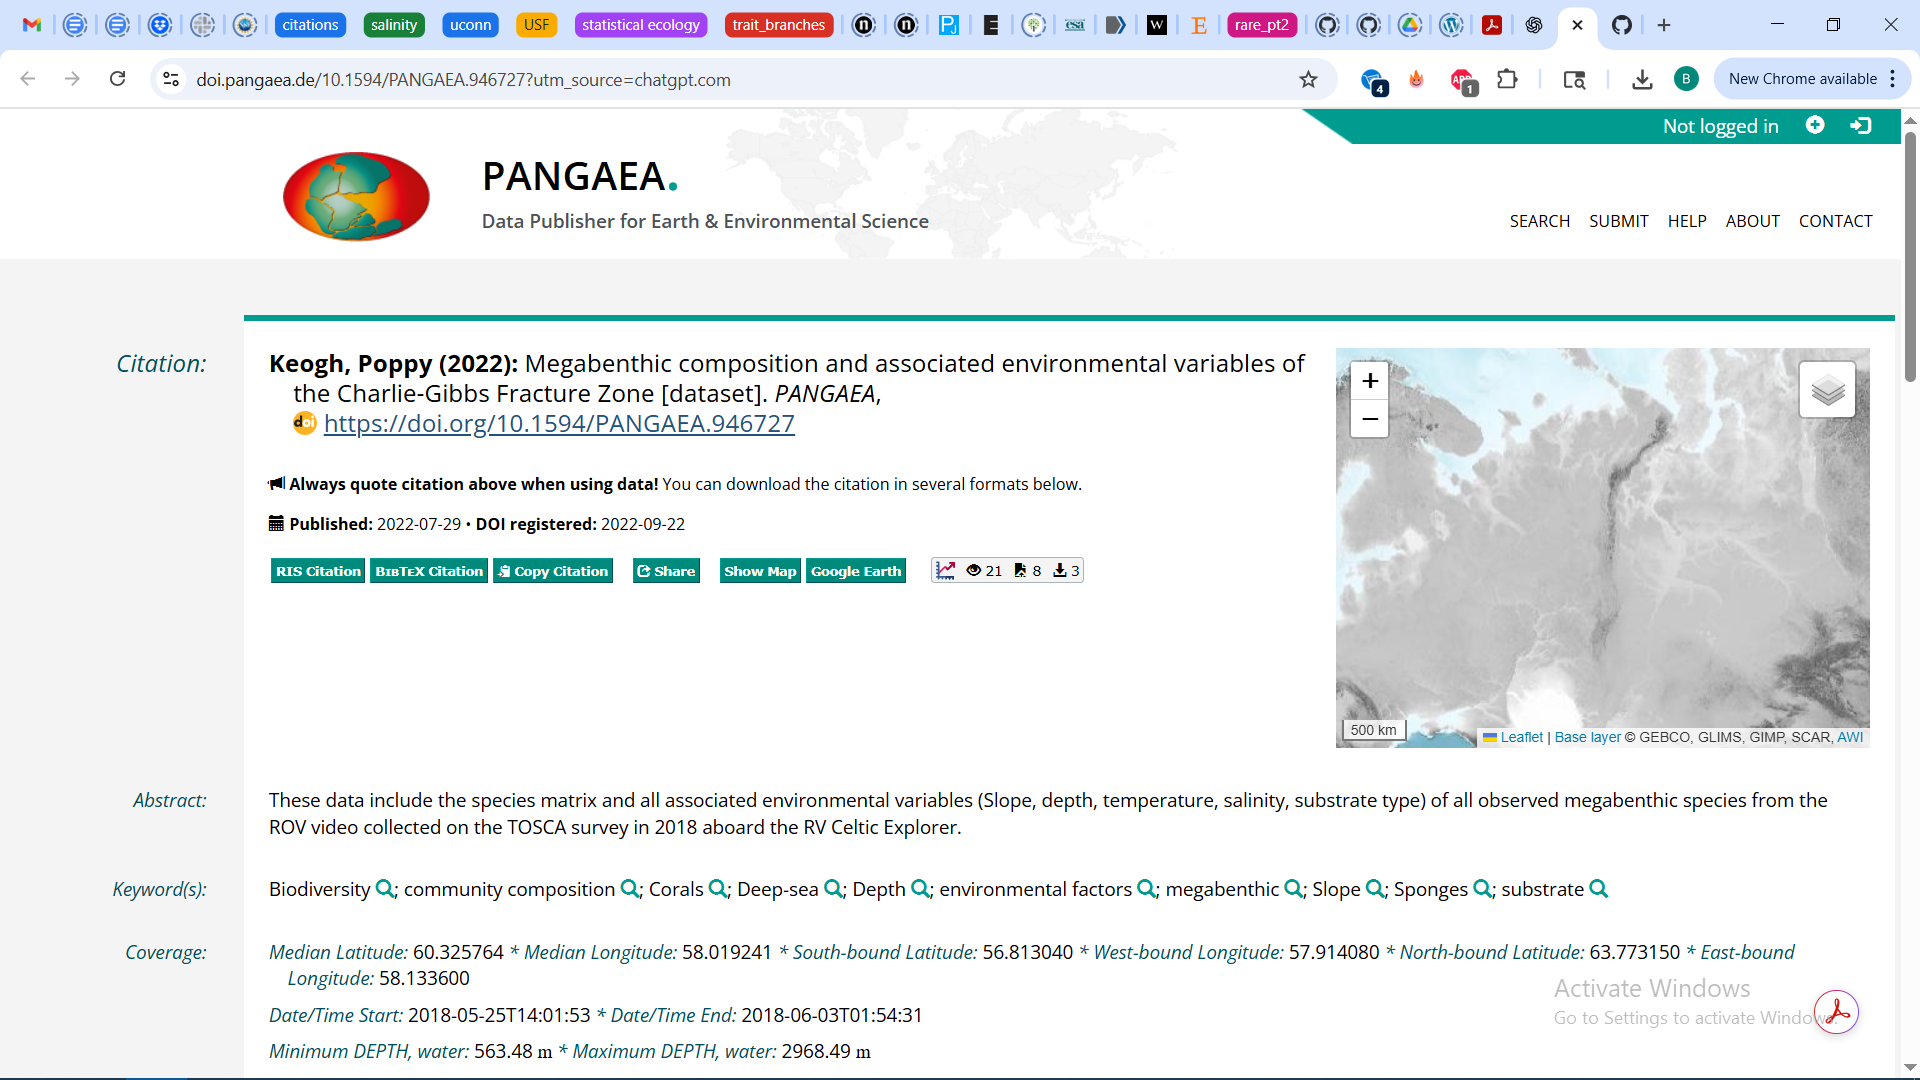 citations
salinity
uconn
USF
statistical ecology
trait_branches
esa
W
E
rare_pt2
doi.pangaea.de/10.1594/PANGAEA.946727?utm_source=chatgpt.com
4
1
B
New Chrome available
Not logged in
PANGAEA.
Data Publisher for Earth & Environmental Science
SEARCH SUBMIT HELP ABOUT CONTACT
Citation:
Keogh, Poppy (2022): Megabenthic composition and associated environmental variables of
the Charlie-Gibbs Fracture Zone [dataset]. PANGAEA,
doi https://doi.org/10.1594/PANGAEA.946727
Always quote citation above when using data! You can download the citation in several formats below.
Published: 2022-07-29 • DOI registered: 2022-09-22
RIS Citation BibTeX Citation Copy Citation Share Show Map Google Earth 21 8 3
+
−
500 km
Leaflet | Base layer © GEBCO, GLIMS, GIMP, SCAR, AWI
Abstract:
These data include the species matrix and all associated environmental variables (Slope, depth, temperature, salinity, substrate type) of all observed megabenthic species from the
ROV video collected on the TOSCA survey in 2018 aboard the RV Celtic Explorer.
Keyword(s):
Biodiversity ; community composition ; Corals ; Deep-sea ; Depth ; environmental factors ; megabenthic ; Slope ; Sponges ; substrate
Coverage:
Median Latitude: 60.325764 * Median Longitude: 58.019241 * South-bound Latitude: 56.813040 * West-bound Longitude: 57.914080 * North-bound Latitude: 63.773150 * East-bound
Longitude: 58.133600
Date/Time Start: 2018-05-25T14:01:53 * Date/Time End: 2018-06-03T01:54:31
Minimum DEPTH, water: 563.48 m * Maximum DEPTH, water: 2968.49 m
Activate Windows
Go to Settings to activate Windows.